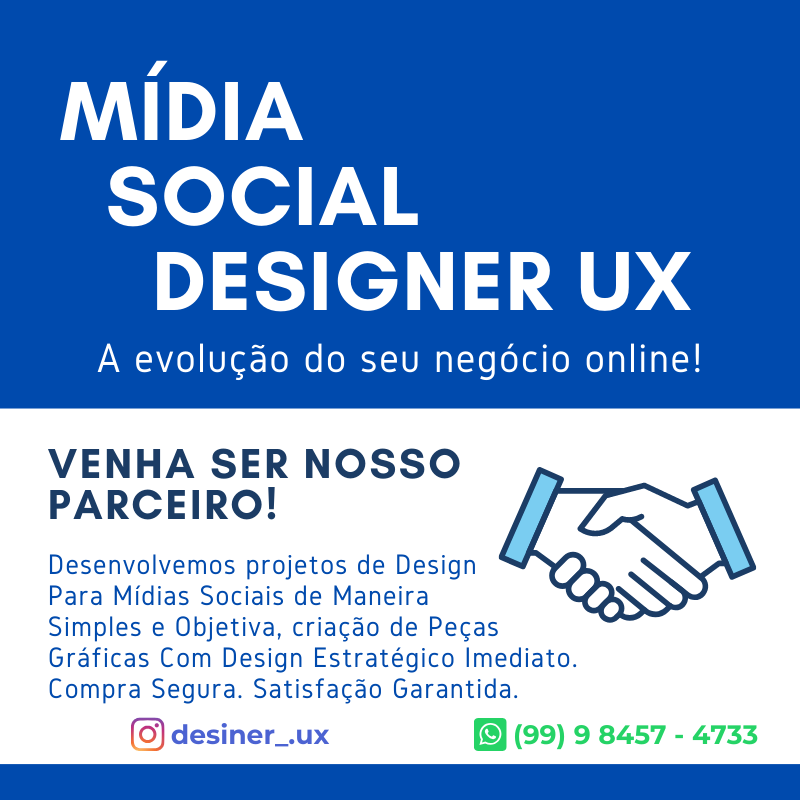 MÍDIA
SOCIAL
DESIGNER UX
A evolução do seu negócio online!
VENHA SER NOSSO
PARCEIRO!
Desenvolvemos projetos de Design
Para Mídias Sociais de Maneira
Simples e Objetiva, criação de Peças
Gráficas Com Design Estratégico Imediato.
Compra Segura. Satisfação Garantida.
desiner_.ux
(99) 9 8457 - 4733